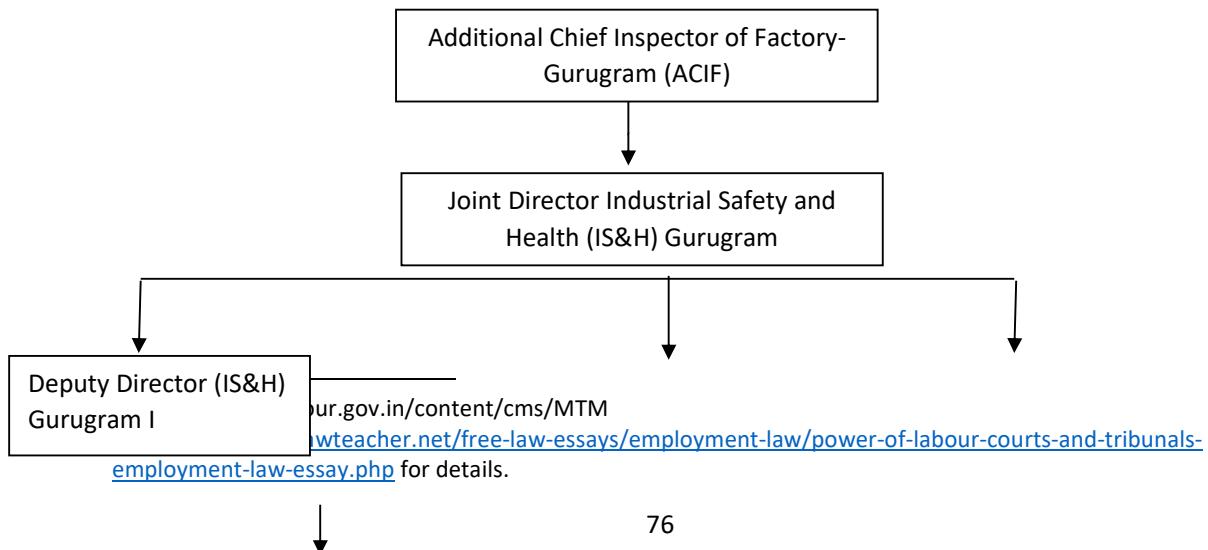 Additional Chief Inspector of Factory-
Gurugram (ACIF)
Joint Director Industrial Safety and
Health (IS&H) Gurugram
Deputy Director (IS&H)
Gurugram I
our.gov.in/content/cms/MTM
awteacher.net/free-law-essays/employment-law/power-of-labour-courts-and-tribunals-
employment-law-essay.php for details.
76